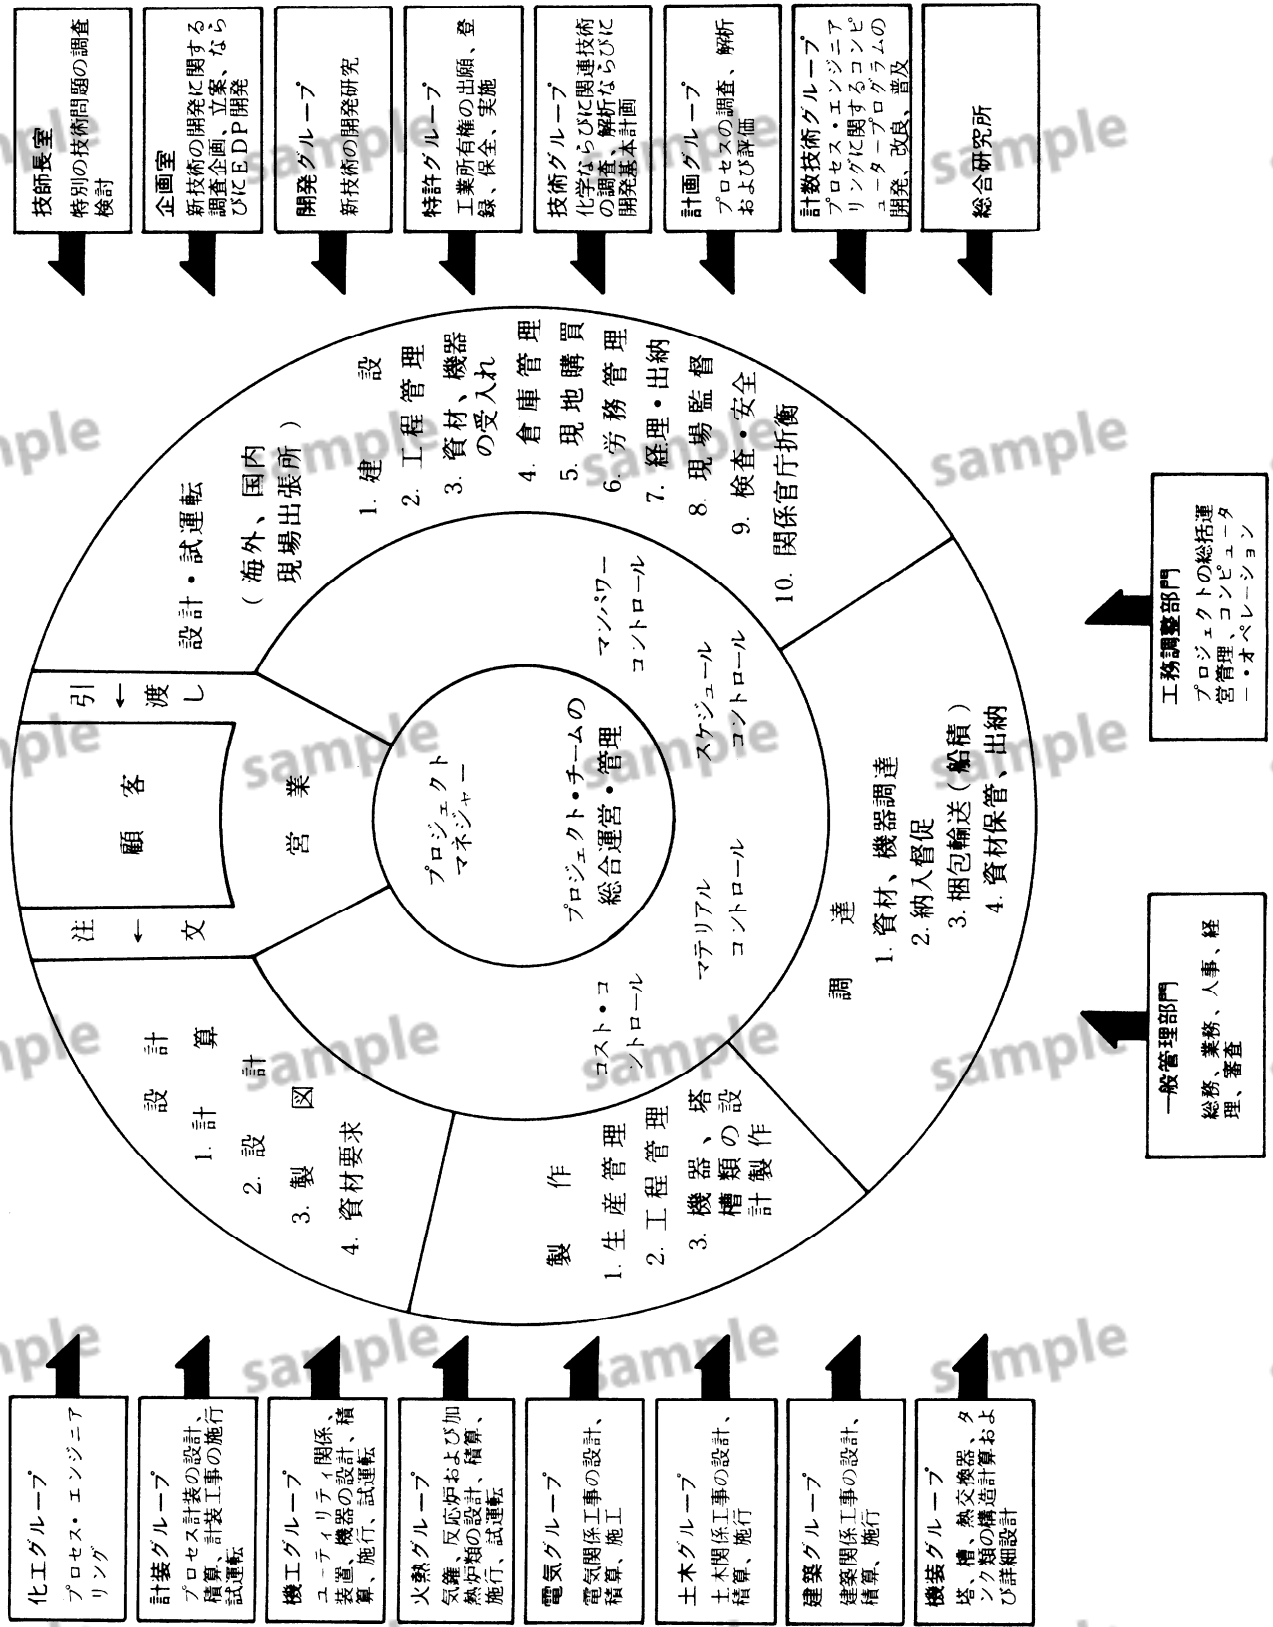 化工グループ
プロセス・エンジニア
リング
計装グループ
プロセス計装の設計、
積算、計装工事の施行
試運転
機工グループ
ユーティリティ関係、
装置、機器の設計、積
算、施行、試運転
火熱グループ
気錐、反応炉および加
熱炉類の設計、積算、
施行、試運転
電気グループ
電気関係工事の設計、
積算、施工
土木グループ
土木関係工事の設計、
積算、施行
建築グループ
建築関係工事の設計、
積算、施行
機装グループ
塔、槽、熱交換器、タ
ンク類の構造計算およ
び詳細設計
顧客
注文
↓
引渡し
↓
営業
プロジェクト
マネジャー
プロジェクト・チームの
総合運営・管理
コスト・コ
ントロール
マテリアル
コントロール
スケジュール
コントロール
マンパワー
コントロール
設計
1. 計算
2. 設計
3. 製図
4. 資材要求
製作
1. 生産管理
2. 工程管理
3. 機器、塔
槽類の設
計製作
調達
1. 資材、機器調達
2. 納入督促
3. 梱包輸送(船積)
4. 資材保管、出納
設計・試運転
(海外、国内
現場出張所)
1. 建設
2. 工程管理
3. 資材、機器
の受入れ
4. 倉庫管理
5. 現地購買
6. 労務管理
7. 経理・出納
8. 現場監督
9. 検査・安全
10. 関係官庁折衝
技師長室
特別の技術問題の調査
検討
企画室
新技術の開発に関する
調査企画、立案、なら
びにEDP開発
開発グループ
新技術の開発研究
特許グループ
工業所有権の出願、登
録、保全、実施
技術グループ
化学ならびに関連技術
の調査、解析ならびに
開発基本計画
計画グループ
プロセスの調査、解析
および評価
計数技術グループ
プロセス・エンジニア
リングに関するコンピ
ュータープログラムの
開発、改良、普及
総合研究所
一般管理部門
総務、業務、人事、経
理、審査
工務調整部門
プロジェクトの総括運
営管理、コンピュータ
ー・オペレーション
sample